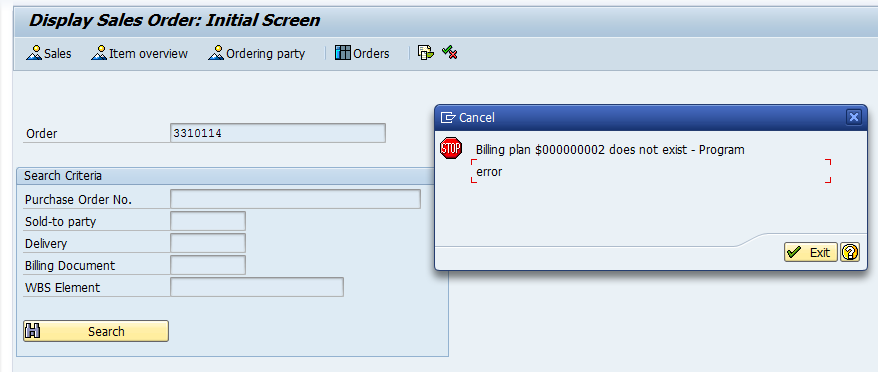 Display Sales Order: Initial Screen
Sales Item overview Ordering party Orders
Order 3310114
Cancel
STOP
Billing plan $000000002 does not exist - Program
error
Exit
Search Criteria
Purchase Order No.
Sold-to party
Delivery
Billing Document
WBS Element
Search